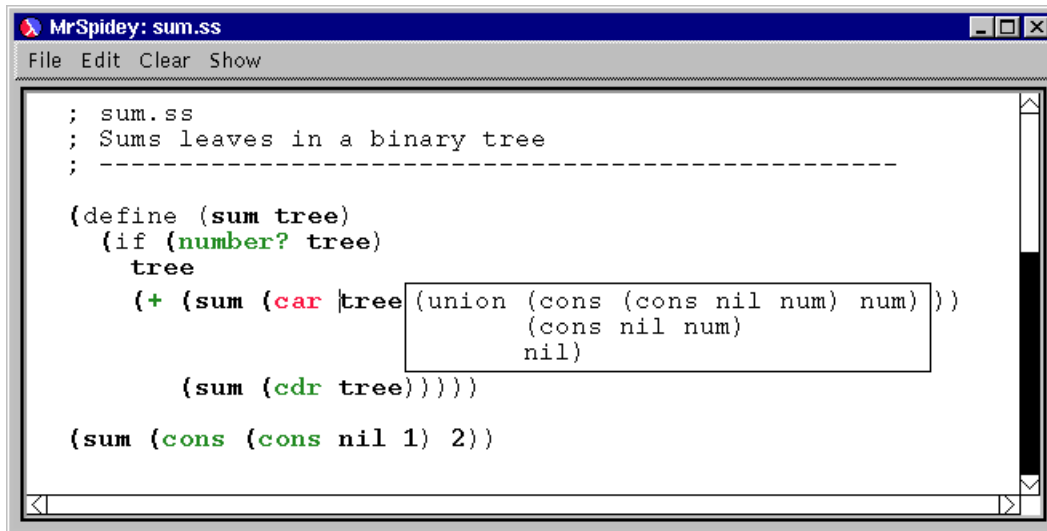 MrSpidey: sum.ss
File Edit Clear Show
; sum.ss
; Sums leaves in a binary tree
; --------------------------------------------------
(define (sum tree)
(if (number? tree)
tree
(+ (sum (car tree (union (cons (cons nil num) num) ))
(cons nil num)
nil)
(sum (cdr tree)))))
(sum (cons (cons nil 1) 2))